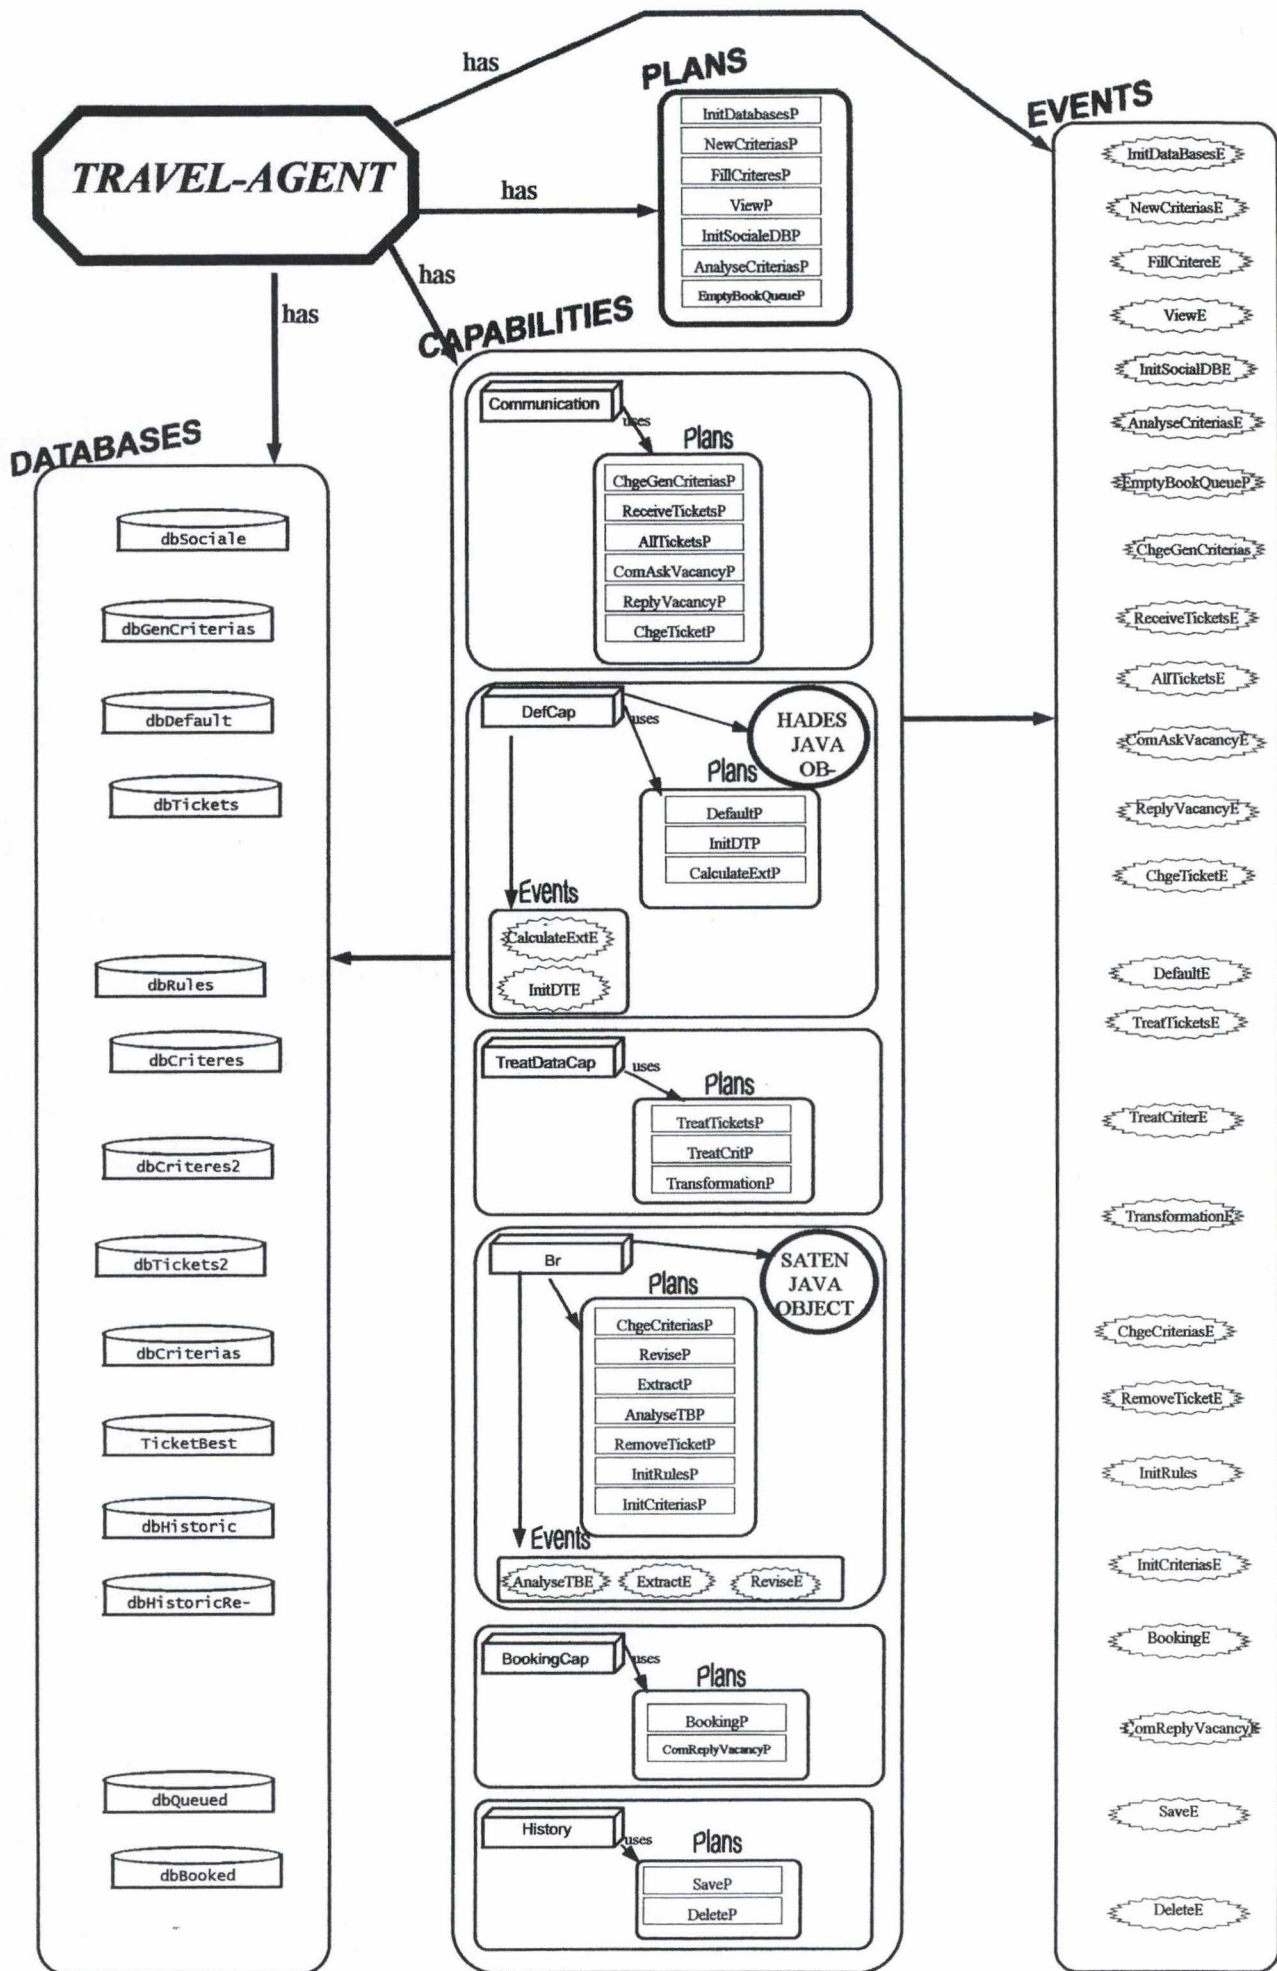 has
PLANS
EVENTS
TRAVEL-AGENT
has
has
has
InitDatabasesP
NewCriteriasP
FillCriteresP
ViewP
InitSocialeDBP
AnalyseCriteriasP
EmptyBookQueueP
CAPABILITIES
Communication
uses
Plans
ChgeGenCriteriasP
ReceiveTicketsP
AllTicketsP
ComAskVacancyP
ReplyVacancyP
ChgeTicketP
DefCap
uses
HADES
JAVA
OB-
Plans
DefaultP
InitDTP
CalculateExtP
Events
CalculateExtE
InitDTE
TreatDataCap
uses
Plans
TreatTicketsP
TreatCritP
TransformationP
Br
SATEN
JAVA
OBJECT
Plans
ChgeCriteriasP
ReviseP
ExtractP
AnalyseTBP
RemoveTicketP
InitRulesP
InitCriteriasP
Events
AnalyseTBE
ExtractE
ReviseE
BookingCap
uses
Plans
BookingP
ComReplyVacancyP
History
uses
Plans
SaveP
DeleteP
DATABASES
dbSociale
dbGenCriterias
dbDefault
dbTickets
dbRules
dbCriteres
dbCriteres2
dbTickets2
dbCriterias
TicketBest
dbHistoric
dbHistoricRe-
dbQueued
dbBooked
InitDataBasesE
NewCriteriasE
FillCritereE
ViewE
InitSocialDBE
AnalyseCriteriasE
EmptyBookQueueP
ChgeGenCriterias
ReceiveTicketsE
AllTicketsE
ComAskVacancyE
ReplyVacancyE
ChgeTicketE
DefaultE
TreatTicketsE
TreatCriterE
TransformationE
ChgeCriteriasE
RemoveTicketE
InitRules
InitCriteriasE
BookingE
ComReplyVacancyE
SaveE
DeleteE